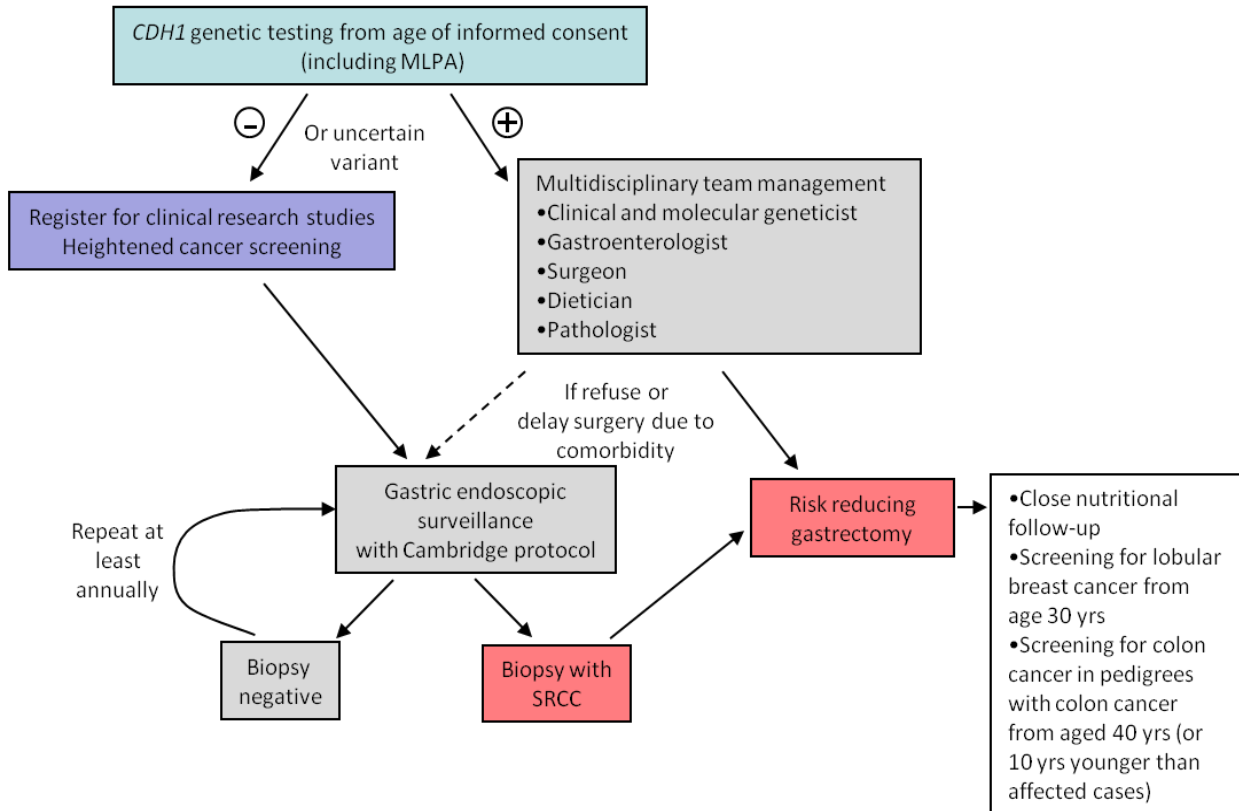 CDH1 genetic testing from age of informed consent
(including MLPA)
-
Or uncertain
variant
+
Register for clinical research studies
Heightened cancer screening
Multidisciplinary team management
•Clinical and molecular geneticist
•Gastroenterologist
•Surgeon
•Dietician
•Pathologist
If refuse or
delay surgery due to
comorbidity
Gastric endoscopic
surveillance
with Cambridge protocol
Repeat at
least
annually
Biopsy
negative
Biopsy with
SRCC
Risk reducing
gastrectomy
•Close nutritional
follow-up
•Screening for lobular
breast cancer from
age 30 yrs
•Screening for colon
cancer in pedigrees
with colon cancer
from aged 40 yrs (or
10 yrs younger than
affected cases)